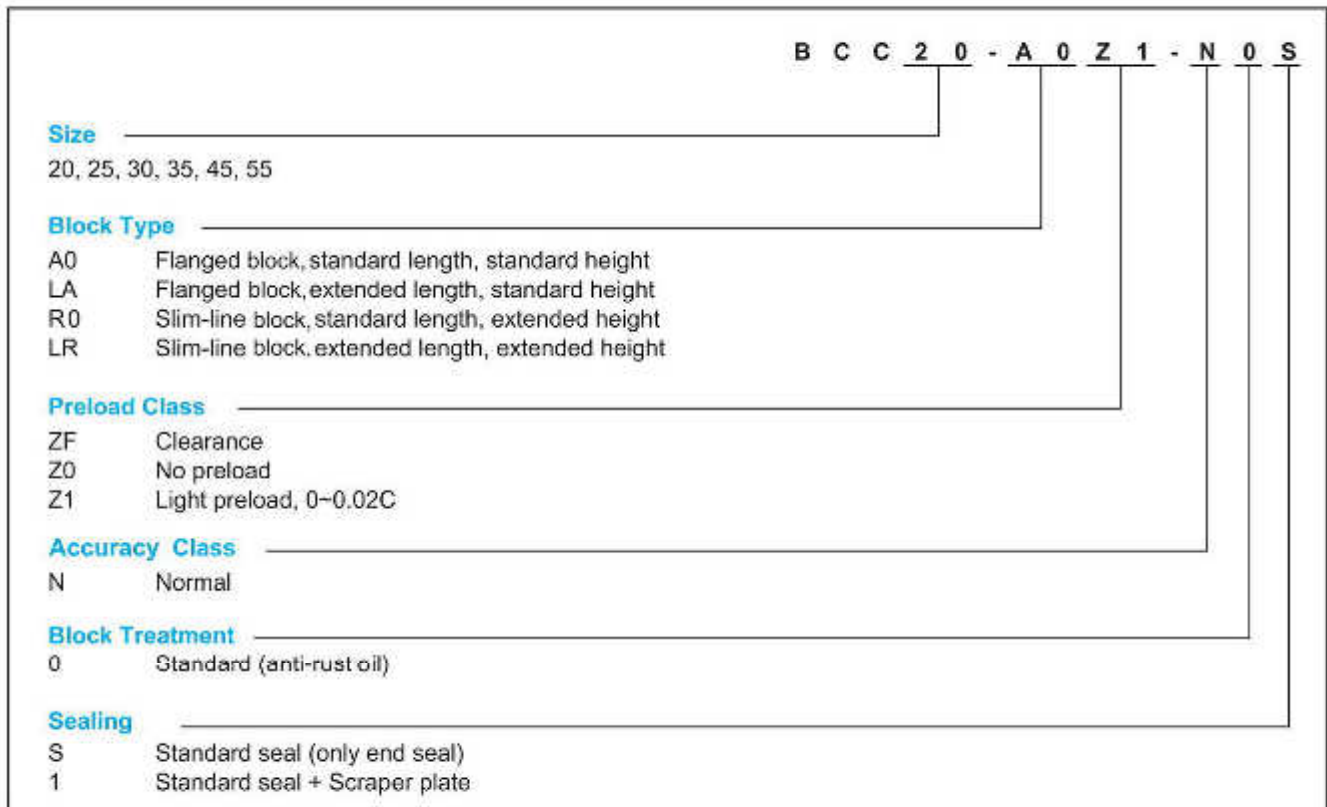 B C C 2 0 - A 0 Z 1 - N 0 S
Size
20, 25, 30, 35, 45, 55
Block Type
A0 Flanged block, standard length, standard height
LA Flanged block, extended length, standard height
R0 Slim-line block, standard length, extended height
LR Slim-line block. extended length, extended height
Preload Class
ZF Clearance
Z0 No preload
Z1 Light preload, 0~0.02C
Accuracy Class
N Normal
Block Treatment
0 Standard (anti-rust oil)
Sealing
S Standard seal (only end seal)
1 Standard seal + Scraper plate